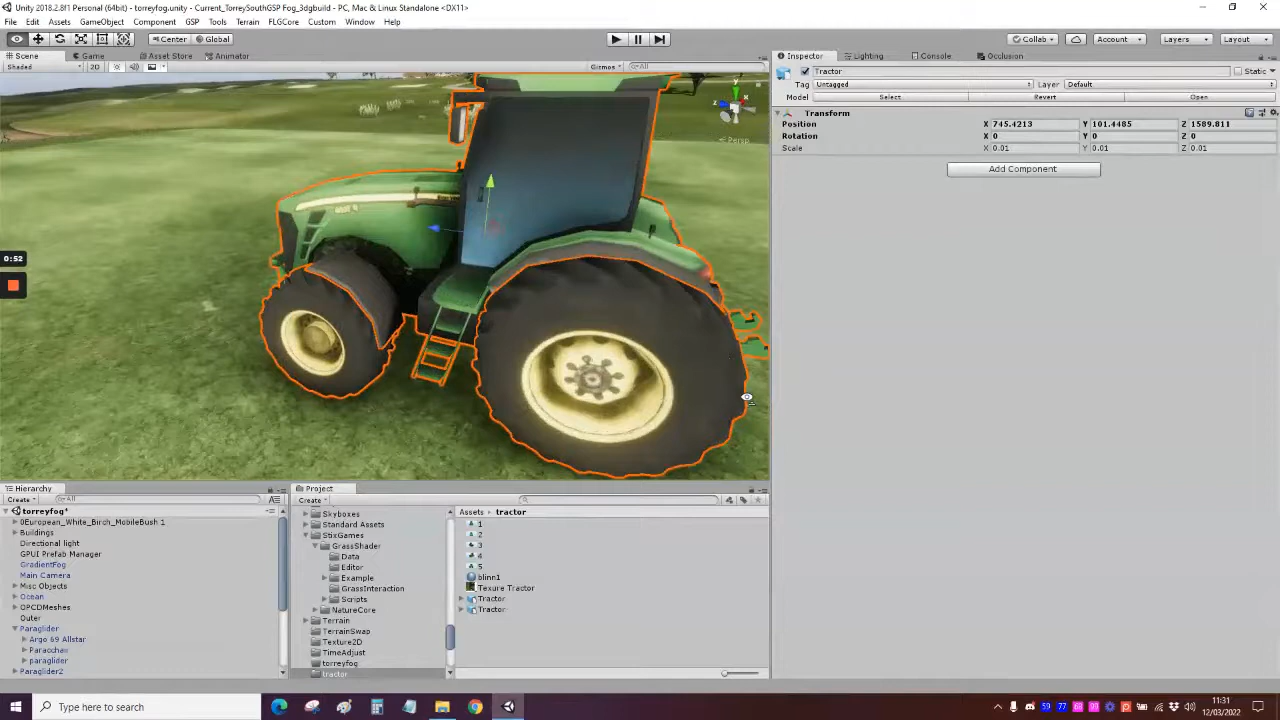 Unity 2018.2.8f1 Personal (64bit) - torreyfog.unity - Current_TorreySouthGSP Fog_3dgbuild - PC, Mac & Linux Standalone <DX11>
File Edit Assets GameObject Component GSP Tools Terrain FLGCore Custom Window Help
Center Global Collab Account Layers Layout
Scene Game Asset Store Animator
Shaded 2D Gizmos All
Persp
0:52
Inspector Lighting Console Occlusion
Tractor Static
Tag Untagged Layer Default
Model Select Revert Open
Transform
Position X 745.4213 Y 101.4485 Z 1589.811
Rotation X 0 Y 0 Z 0
Scale X 0.01 Y 0.01 Z 0.01
Add Component
Hierarchy
Create All
torreyfog*
0European_White_Birch_MobileBush 1
Buildings
Directional light
GPUI Prefab Manager
GradientFog
Main Camera
Misc Objects
Ocean
OPCDMeshes
Outer
Paraglider
Argo 69 Allstar
Paracchax
paraglider
Paraglider2
Project
Create
Skyboxes
Standard Assets
StixGames
GrassShader
Data
Editor
Example
GrassInteraction
Scripts
NatureCore
Terrain
TerrainSwap
Texture2D
TimeAdjust
torreyfog
tractor
Assets tractor
1
2
3
4
5
blinn1
Texure Tractor
Tractor
Tractor
Type here to search
59 77
11:31
12/03/2022